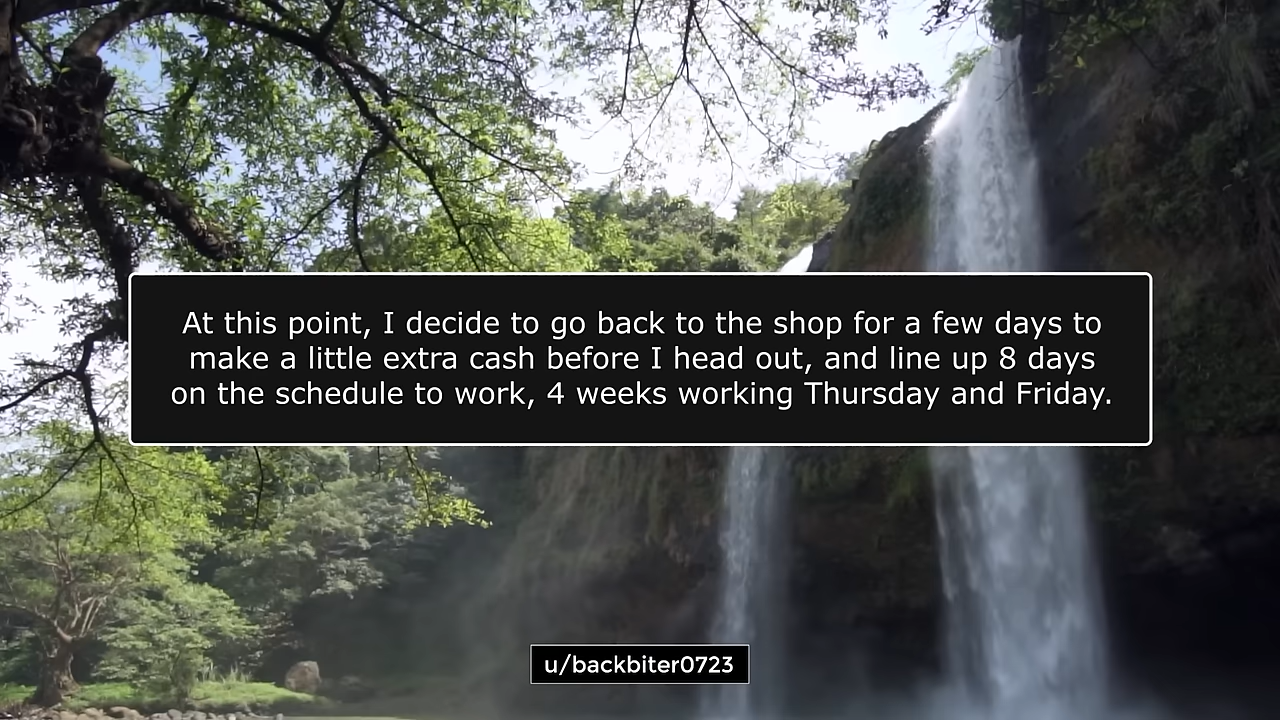 At this point, I decide to go back to the shop for a few days to
make a little extra cash before I head out, and line up 8 days
on the schedule to work, 4 weeks working Thursday and Friday.
u/backbiter0723